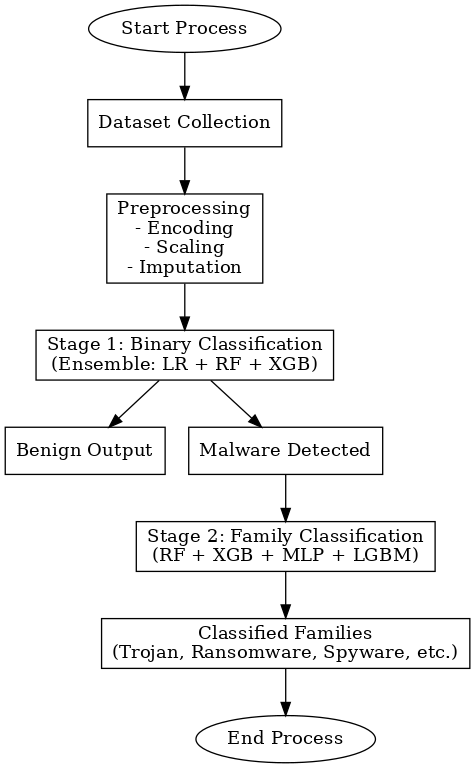 Start Process
Dataset Collection
Preprocessing
- Encoding
- Scaling
- Imputation
Stage 1: Binary Classification
(Ensemble: LR + RF + XGB)
Benign Output
Malware Detected
Stage 2: Family Classification
(RF + XGB + MLP + LGBM)
Classified Families
(Trojan, Ransomware, Spyware, etc.)
End Process